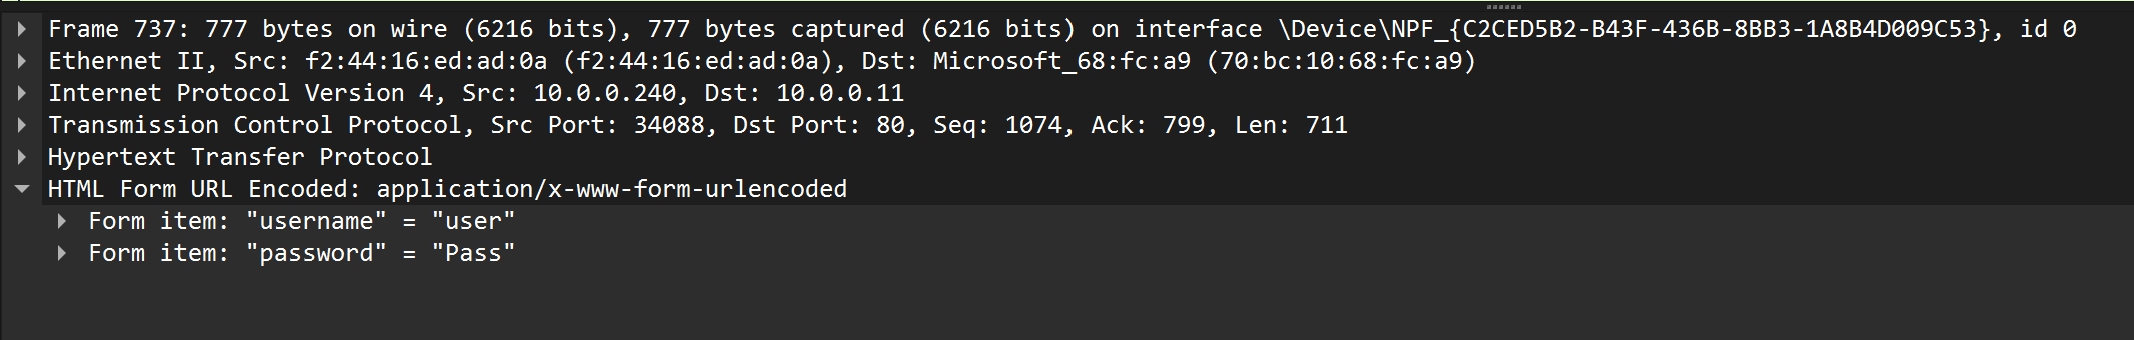 Frame 737: 777 bytes on wire (6216 bits), 777 bytes captured (6216 bits) on interface \Device\NPF_{C2CED5B2-B43F-436B-8BB3-1A8B4D009C53}, id 0
Ethernet II, Src: f2:44:16:ed:ad:0a (f2:44:16:ed:ad:0a), Dst: Microsoft_68:fc:a9 (70:bc:10:68:fc:a9)
Internet Protocol Version 4, Src: 10.0.0.240, Dst: 10.0.0.11
Transmission Control Protocol, Src Port: 34088, Dst Port: 80, Seq: 1074, Ack: 799, Len: 711
Hypertext Transfer Protocol
HTML Form URL Encoded: application/x-www-form-urlencoded
Form item: "username" = "user"
Form item: "password" = "Pass"